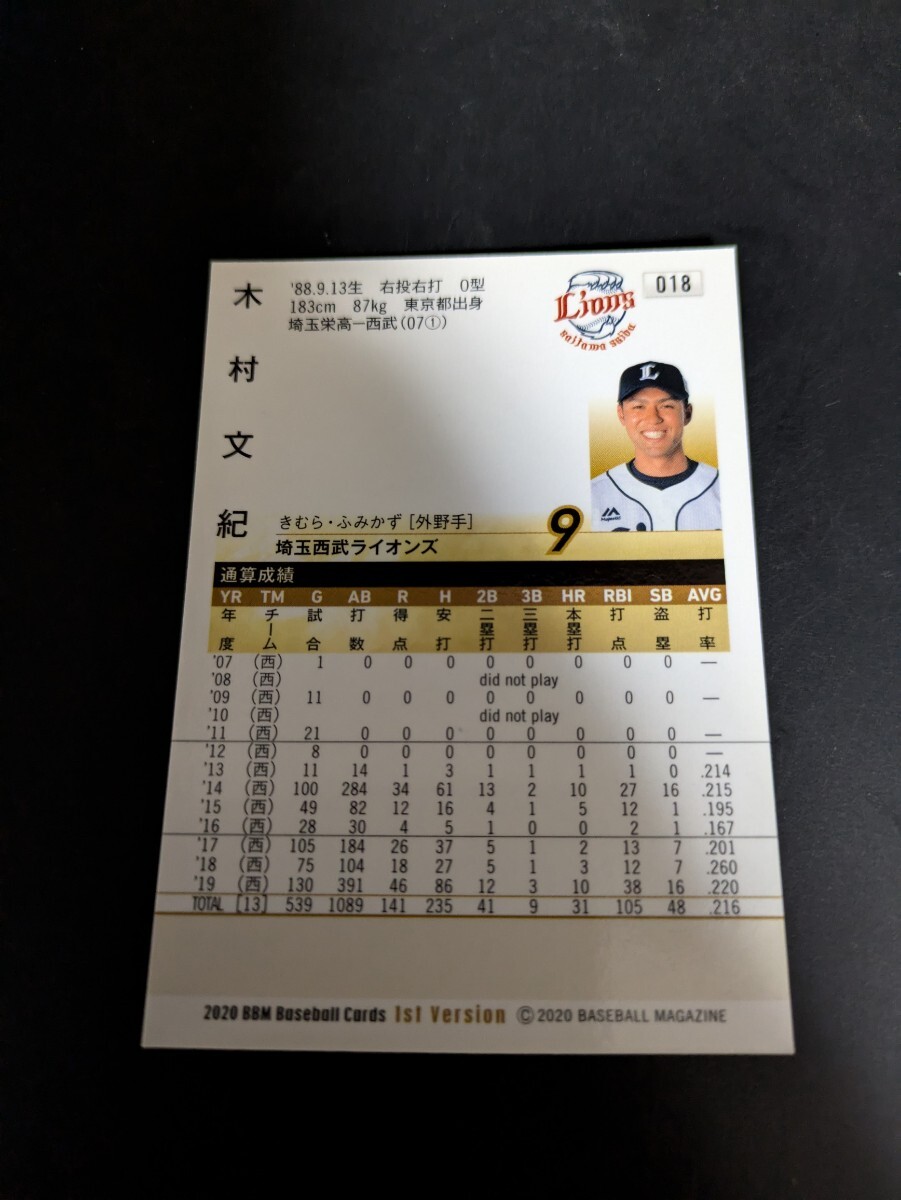 018
Lions
saitama seibu
木村文紀
'88.9.13生 右投右打 O型
183cm 87kg 東京都出身
埼玉栄高ー西武(07①)
L
きむら・ふみかず[外野手]
埼玉西武ライオンズ
9
通算成績
YR TM G AB R H 2B 3B HR RBI SB AVG
年度 チーム 試合 打数 得点 安打 二塁打 三塁打 本塁打 打点 盗塁 打率
'07 (西) 1 0 0 0 0 0 0 0 0 —
'08 (西) did not play
'09 (西) 11 0 0 0 0 0 0 0 0 —
'10 (西) did not play
'11 (西) 21 0 0 0 0 0 0 0 0 —
'12 (西) 8 0 0 0 0 0 0 0 0 —
'13 (西) 11 14 1 3 1 1 1 1 0 .214
'14 (西) 100 284 34 61 13 2 10 27 16 .215
'15 (西) 49 82 12 16 4 1 5 12 1 .195
'16 (西) 28 30 4 5 1 0 0 2 1 .167
'17 (西) 105 184 26 37 5 1 2 13 7 .201
'18 (西) 75 104 18 27 5 1 3 12 7 .260
'19 (西) 130 391 46 86 12 3 10 38 16 .220
TOTAL [13] 539 1089 141 235 41 9 31 105 48 .216
2020 BBM Baseball Cards 1st Version © 2020 BASEBALL MAGAZINE